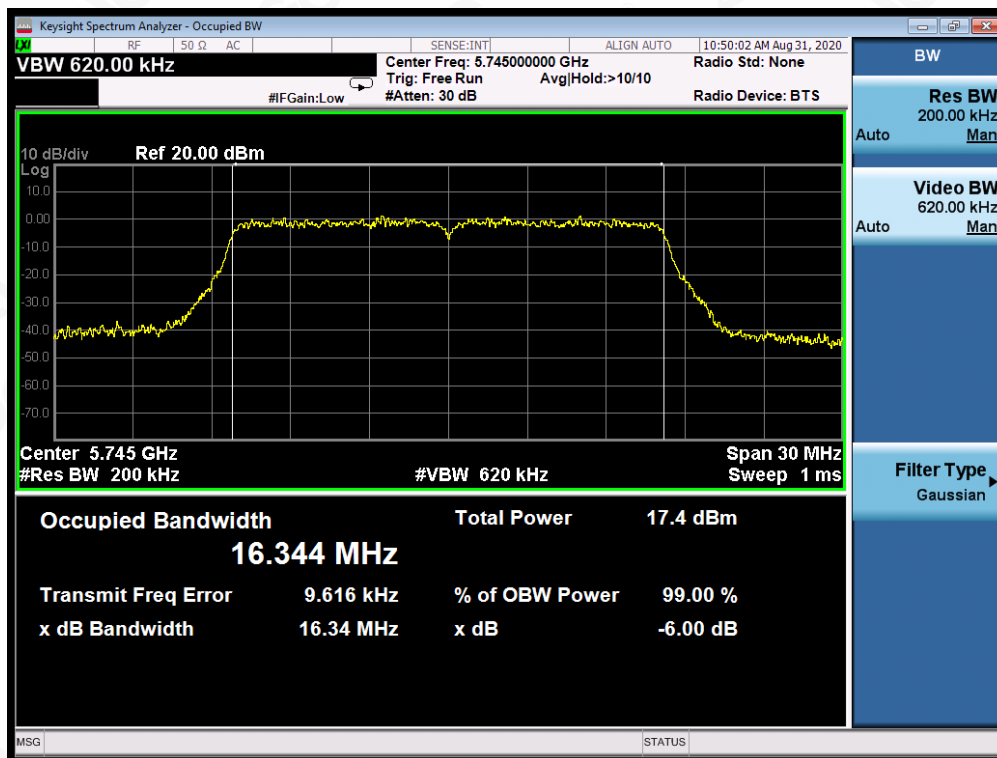 Keysight Spectrum Analyzer - Occupied BW
LXI RF 50 Ω AC SENSE:INT ALIGN AUTO 10:50:02 AM Aug 31, 2020
VBW 620.00 kHz
Center Freq: 5.745000000 GHz
Radio Std: None
Trig: Free Run Avg|Hold:>10/10
#IFGain:Low #Atten: 30 dB Radio Device: BTS
BW
Res BW
200.00 kHz
Auto Man
Video BW
620.00 kHz
Auto Man
Filter Type
Gaussian
10 dB/div Ref 20.00 dBm
Log
10.0
0.00
-10.0
-20.0
-30.0
-40.0
-50.0
-60.0
-70.0
Center 5.745 GHz Span 30 MHz
#Res BW 200 kHz #VBW 620 kHz Sweep 1 ms
Occupied Bandwidth Total Power 17.4 dBm
16.344 MHz
Transmit Freq Error 9.616 kHz % of OBW Power 99.00 %
x dB Bandwidth 16.34 MHz x dB -6.00 dB
MSG STATUS